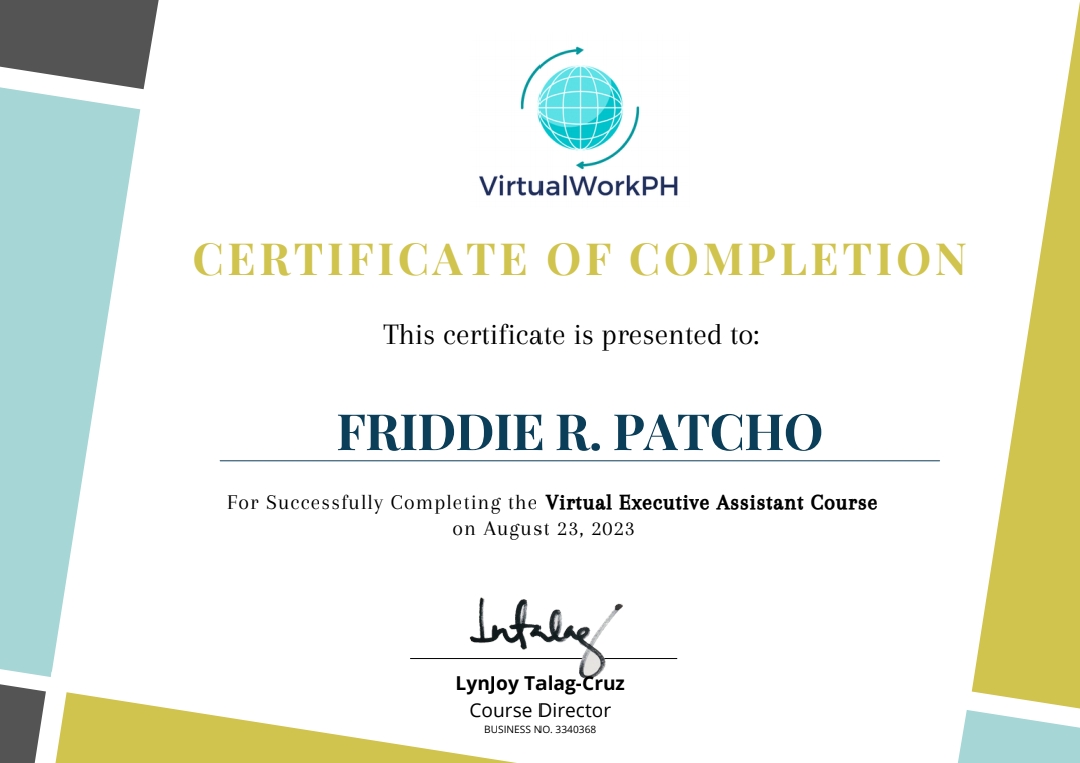 VirtualWorkPH
CERTIFICATE OF COMPLETION
This certificate is presented to:
FRIDDIE R. PATCHO
For Successfully Completing the Virtual Executive Assistant Course
on August 23, 2023
LynJoy Talag-Cruz
Course Director
BUSINESS NO. 3340368